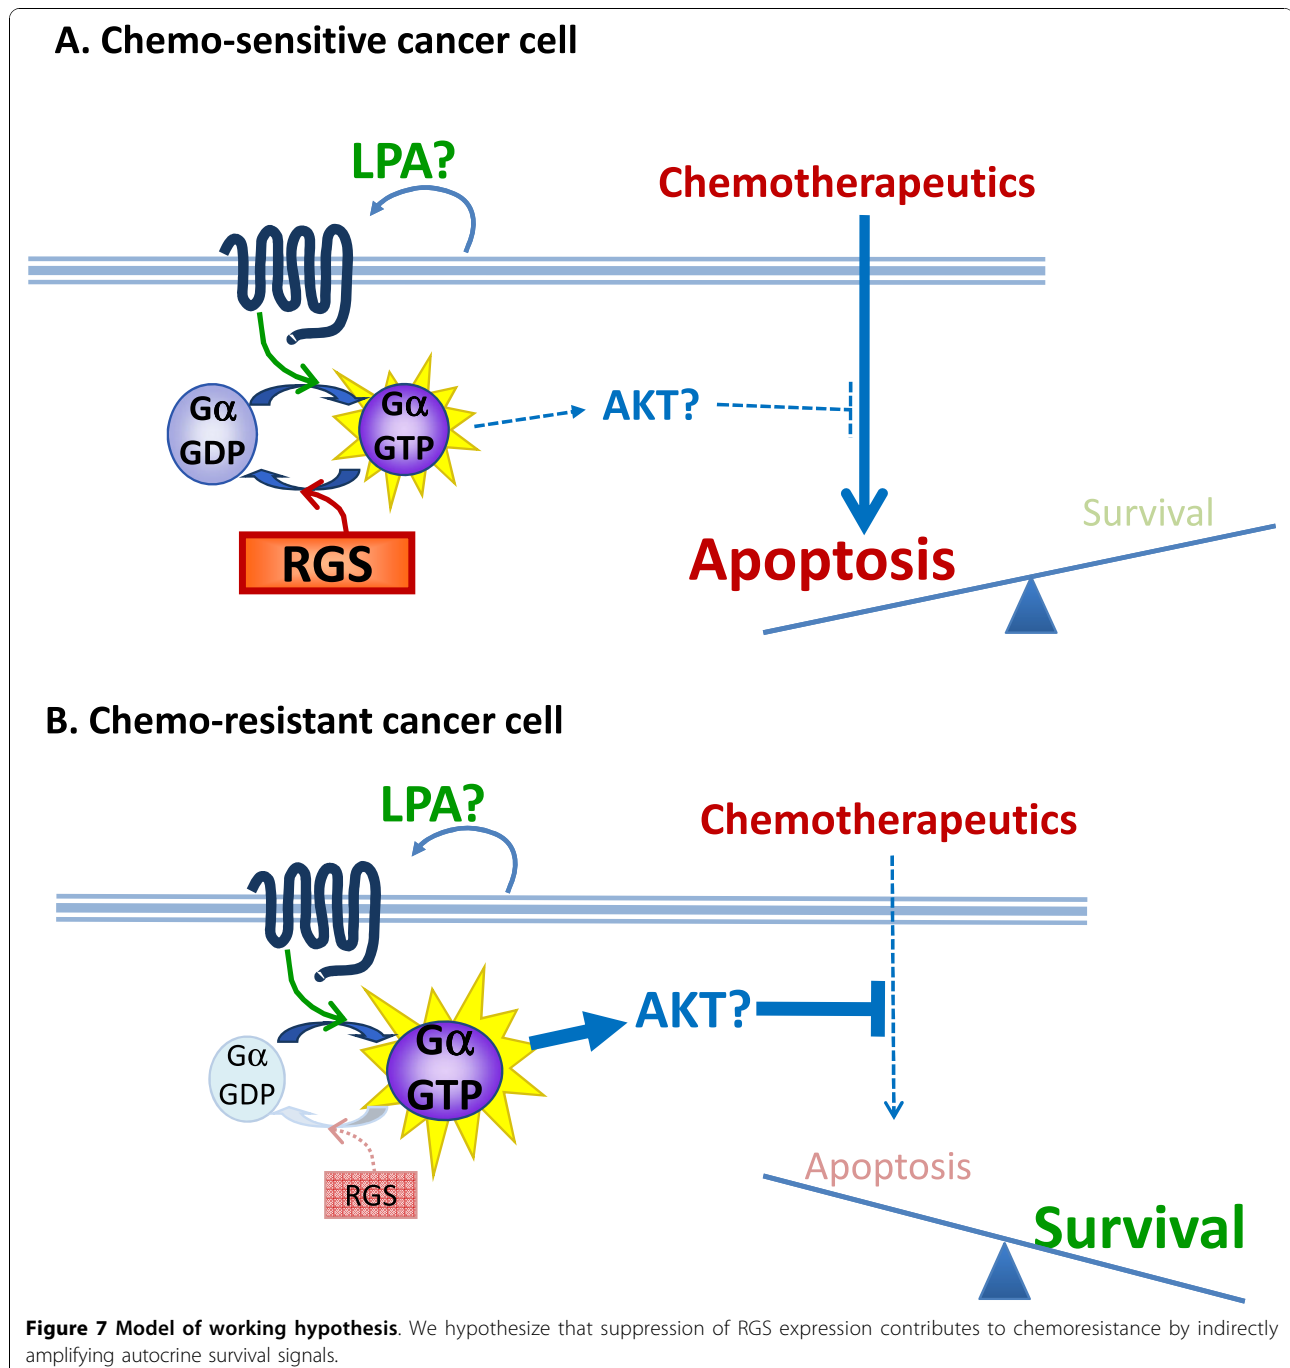 A. Chemo-sensitive cancer cell
LPA?
Chemotherapeutics
Gα
GDP
Gα
GTP
AKT?
RGS
Survival
Apoptosis
B. Chemo-resistant cancer cell
LPA?
Chemotherapeutics
Gα
GDP
Gα
GTP
AKT?
RGS
Apoptosis
Survival
Figure 7 Model of working hypothesis. We hypothesize that suppression of RGS expression contributes to chemoresistance by indirectly
amplifying autocrine survival signals.